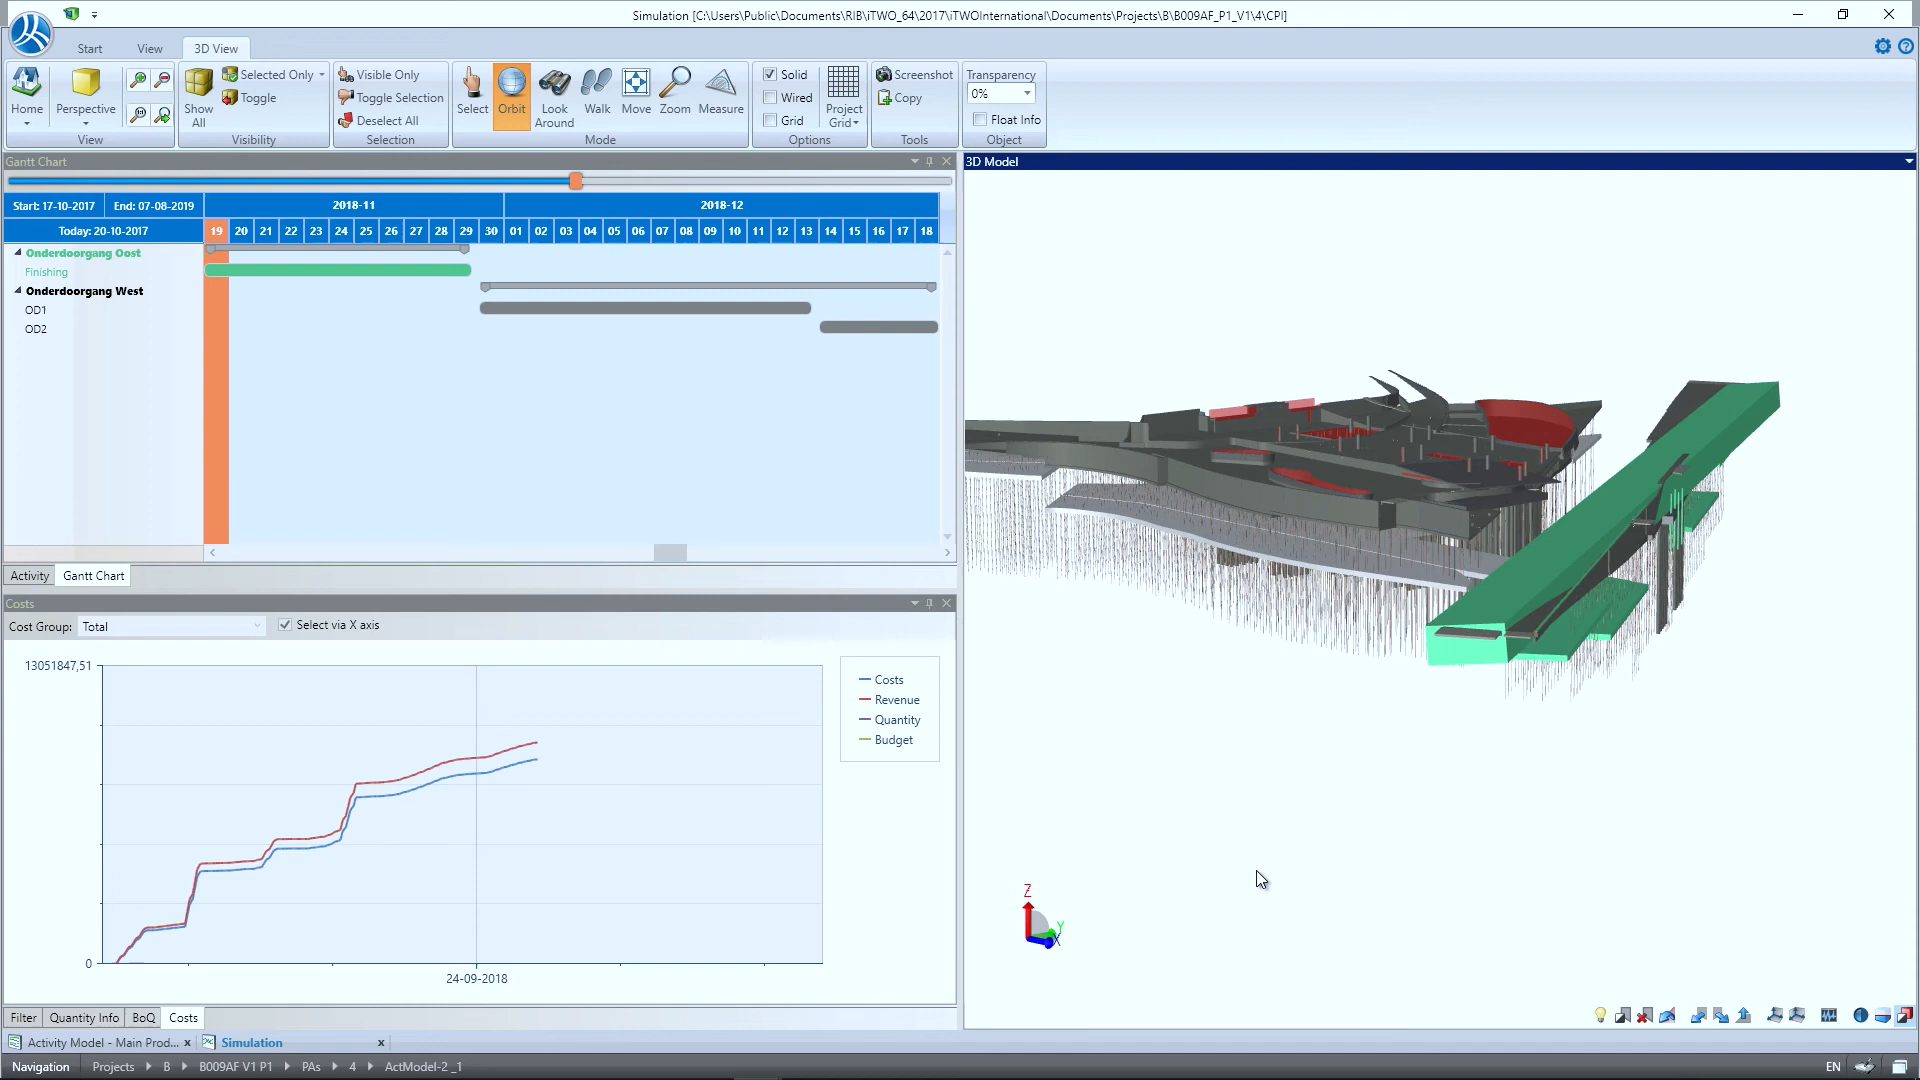 Simulation [C:\Users\Public\Documents\RIB\iTWO_64\2017\iTWOInternational\Documents\Projects\B\B009AF_P1_V1\4\CPI]
Start View 3D View
Home
Perspective
Show All
Selected Only
Toggle
Visible Only
Toggle Selection
Deselect All
Select
Orbit
Look Around
Walk
Move
Zoom
Measure
Solid
Wired
Grid
Project Grid
Screenshot
Copy
Transparency
0%
Float Info
View Visibility Selection Mode Options Tools Object
Gantt Chart
3D Model
Start: 17-10-2017 End: 07-08-2019 2018-11 2018-12
Today: 20-10-2017 19 20 21 22 23 24 25 26 27 28 29 30 01 02 03 04 05 06 07 08 09 10 11 12 13 14 15 16 17 18
Onderdoorgang Oost
Finishing
Onderdoorgang West
OD1
OD2
Activity Gantt Chart
Costs
Cost Group: Total Select via X axis
13051847,51
Costs
Revenue
Quantity
Budget
0
24-09-2018
Z
Y
X
Filter Quantity Info BoQ Costs
Activity Model - Main Prod... x Simulation x
Navigation Projects B B009AF V1 P1 PAs 4 ActModel-2 _1 EN